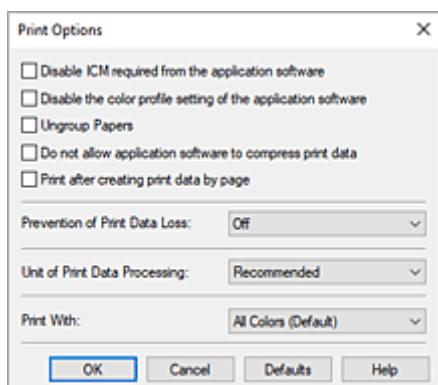 Print Options
Disable ICM required from the application software
Disable the color profile setting of the application software
Ungroup Papers
Do not allow application software to compress print data
Print after creating print data by page
Prevention of Print Data Loss: Off
Unit of Print Data Processing: Recommended
Print With: All Colors (Default)
OK Cancel Defaults Help